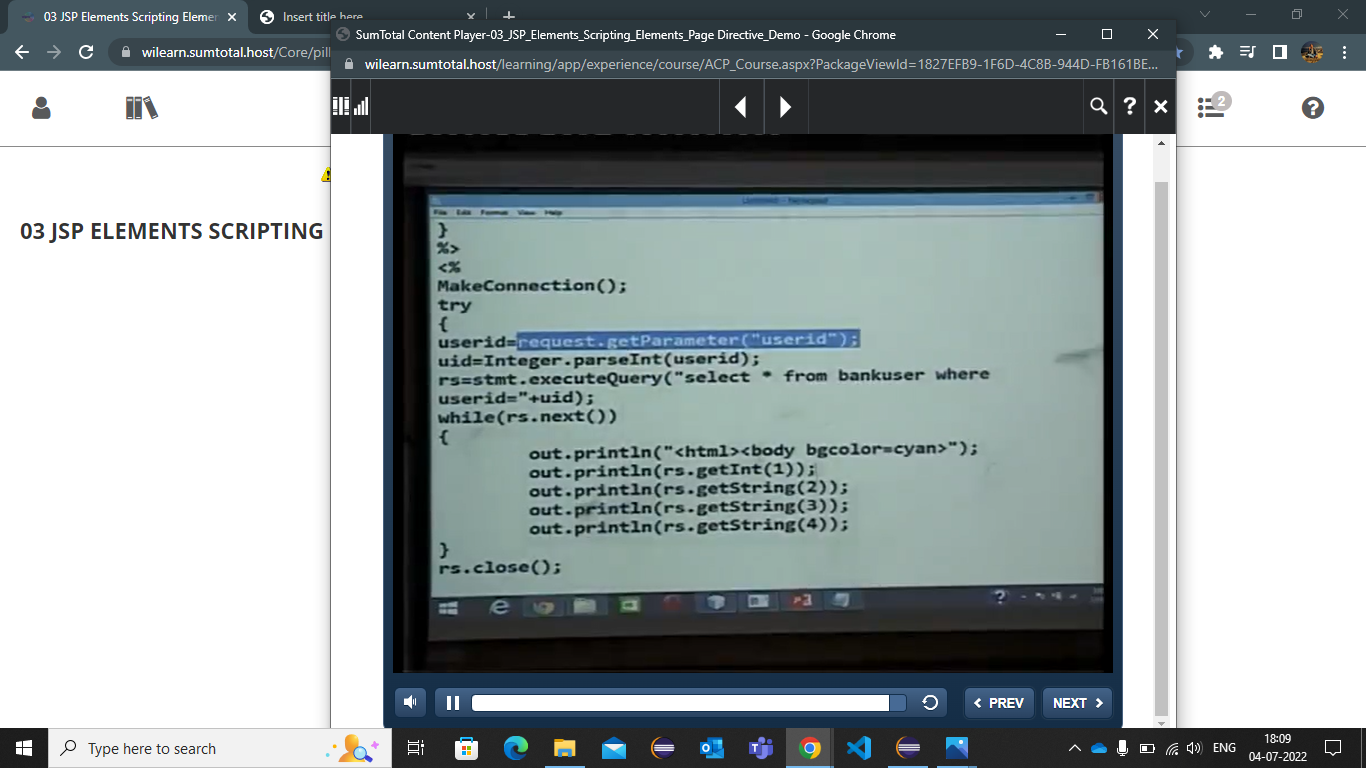 03 JSP Elements Scripting Elemen
Insert title here
SumTotal Content Player-03_JSP_Elements_Scripting_Elements_Page Directive_Demo - Google Chrome
wilearn.sumtotal.host/Core/pill
wilearn.sumtotal.host/learning/app/experience/course/ACP_Course.aspx?PackageViewId=1827EFB9-1F6D-4C8B-944D-FB161BE...
2
03 JSP ELEMENTS SCRIPTING
Untitled - Notepad
File Edit Format View Help
}
%>
<%
MakeConnection();
try
{
userid=request.getParameter("userid");
uid=Integer.parseInt(userid);
rs=stmt.executeQuery("select * from bankuser where
userid="+uid);
while(rs.next())
{
out.println("<html><body bgcolor=cyan>");
out.println(rs.getInt(1));
out.println(rs.getString(2));
out.println(rs.getString(3));
out.println(rs.getString(4));
}
rs.close();
PREV
NEXT
Type here to search
ENG
18:09
04-07-2022